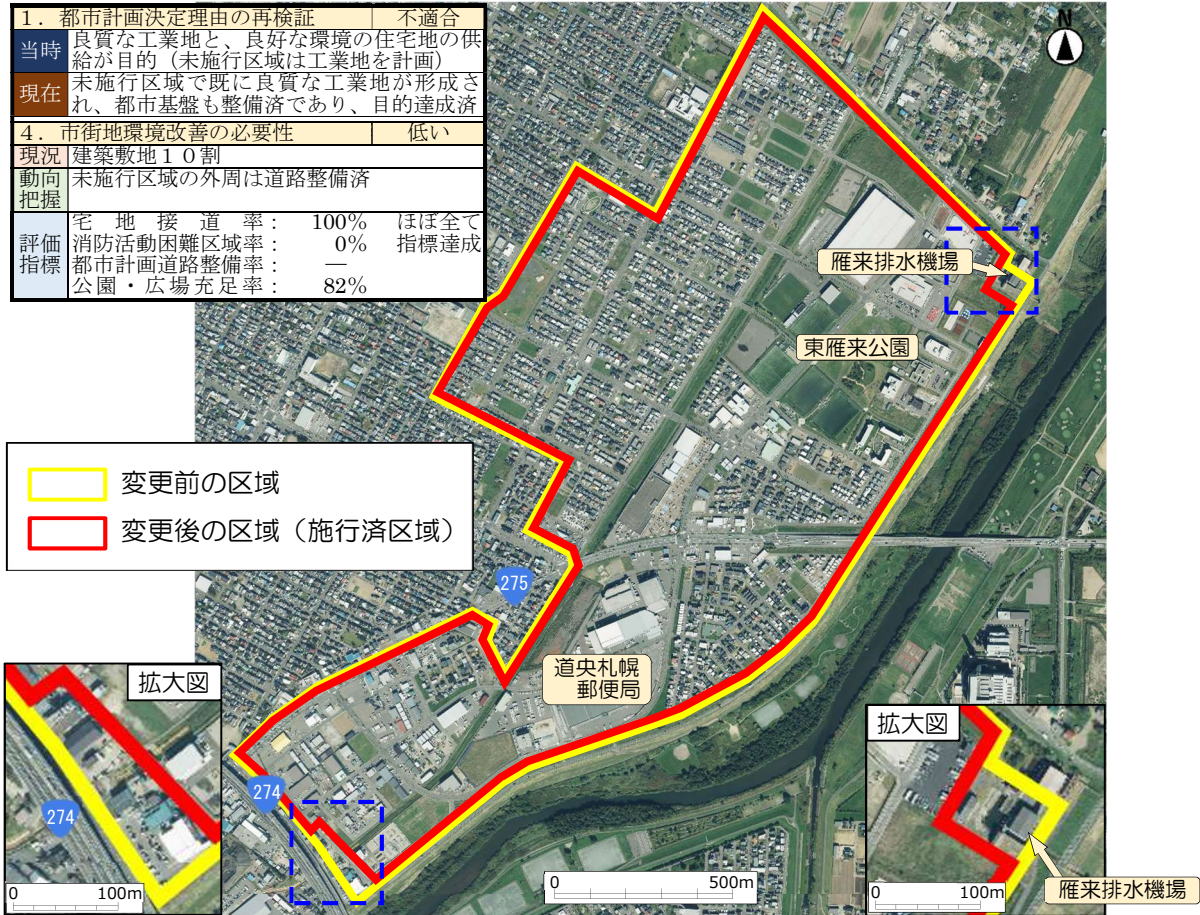 1．都市計画決定理由の再検証 不適合
当時 良質な工業地と、良好な環境の住宅地の供
給が目的（未施行区域は工業地を計画）
現在 未施行区域で既に良質な工業地が形成さ
れ、都市基盤も整備済であり、目的達成済
4．市街地環境改善の必要性 低い
現況 建築敷地１０割
動向
把握
未施行区域の外周は道路整備済
評価
指標
宅地接道率： 100% ほぼ全て
消防活動困難区域率： 0% 指標達成
都市計画道路整備率： ―
公園・広場充足率： 82%
N
雁来排水機場
東雁来公園
変更前の区域
変更後の区域（施行済区域）
275
道央札幌
郵便局
274
拡大図
274
0 100m
0 500m
拡大図
0 100m
雁来排水機場